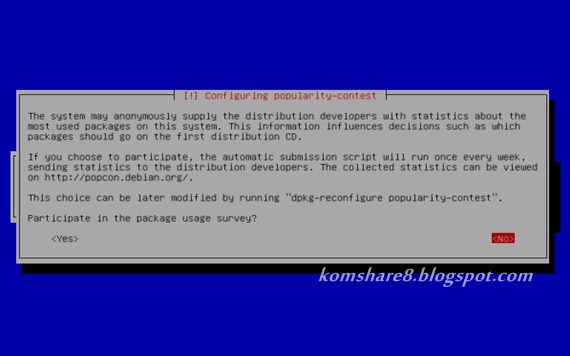 [!] Configuring popularity-contest
The system may anonymously supply the distribution developers with statistics about the
most used packages on this system. This information influences decisions such as which
packages should go on the first distribution CD.
If you choose to participate, the automatic submission script will run once every week,
sending statistics to the distribution developers. The collected statistics can be viewed
on http://popcon.debian.org/.
This choice can be later modified by running "dpkg-reconfigure popularity-contest".
Participate in the package usage survey?
<Yes> <No>
komshare8.blogspot.com